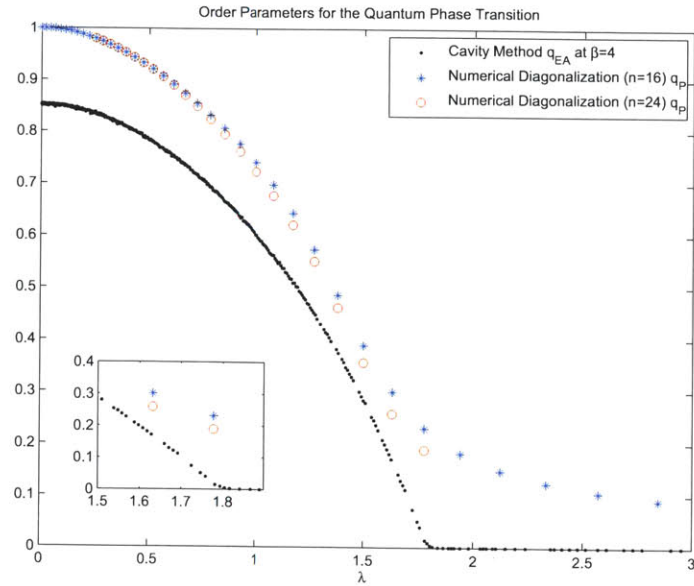 Order Parameters for the Quantum Phase Transition
Cavity Method q_EA at β=4
Numerical Diagonalization (n=16) q_P
Numerical Diagonalization (n=24) q_P
1
0.9
0.8
0.7
0.6
0.5
0.4
0.3
0.2
0.1
0
0.4
0.3
0.2
0.1
0
1.5 1.6 1.7 1.8
0 0.5 1 1.5 2 2.5 3
λ